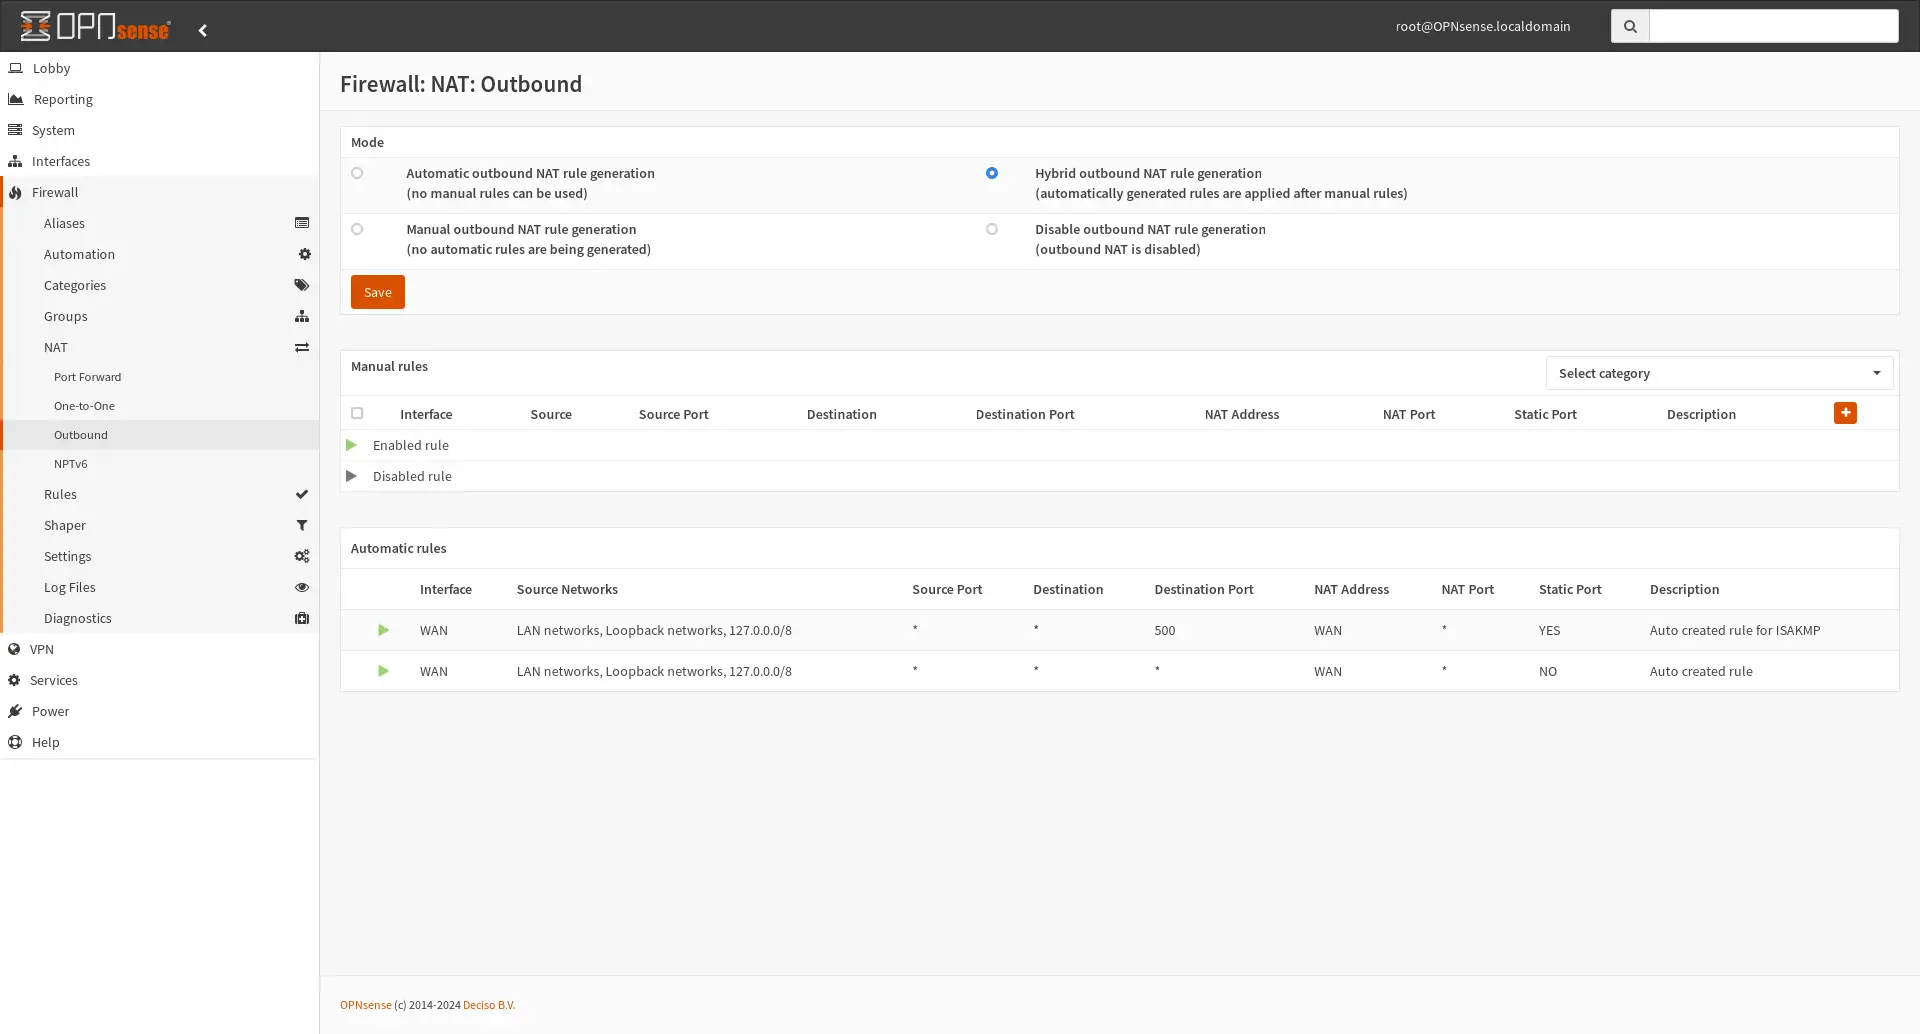 OPNsense®
root@OPNsense.localdomain
Lobby
Reporting
System
Interfaces
Firewall
Aliases
Automation
Categories
Groups
NAT
Port Forward
One-to-One
Outbound
NPTv6
Rules
Shaper
Settings
Log Files
Diagnostics
VPN
Services
Power
Help
Firewall: NAT: Outbound
Mode
Automatic outbound NAT rule generation
(no manual rules can be used)
Hybrid outbound NAT rule generation
(automatically generated rules are applied after manual rules)
Manual outbound NAT rule generation
(no automatic rules are being generated)
Disable outbound NAT rule generation
(outbound NAT is disabled)
Save
Manual rules
Select category
Interface Source Source Port Destination Destination Port NAT Address NAT Port Static Port Description
Enabled rule
Disabled rule
Automatic rules
Interface Source Networks Source Port Destination Destination Port NAT Address NAT Port Static Port Description
WAN LAN networks, Loopback networks, 127.0.0.0/8 * * 500 WAN * YES Auto created rule for ISAKMP
WAN LAN networks, Loopback networks, 127.0.0.0/8 * * * WAN * NO Auto created rule
OPNsense (c) 2014-2024 Deciso B.V.